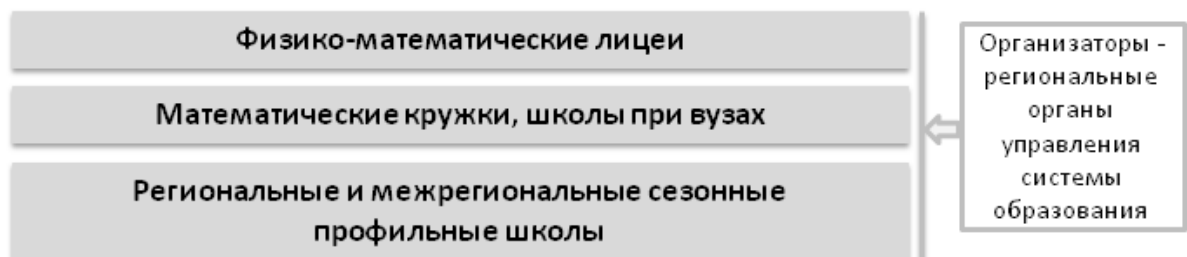 Физико-математические лицеи
Математические кружки, школы при вузах
Региональные и межрегиональные сезонные
профильные школы
Организаторы -
региональные
органы
управления
системы
образования